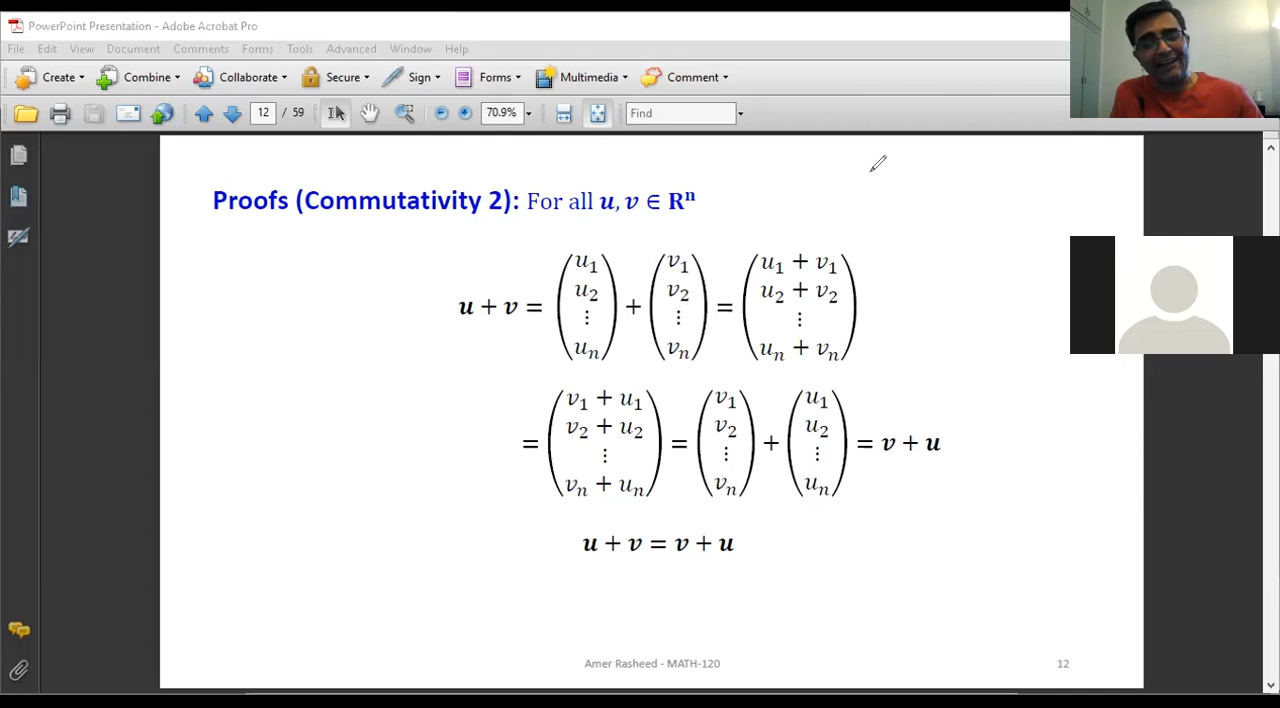 PowerPoint Presentation - Adobe Acrobat Pro
File Edit View Document Comments Forms Tools Advanced Window Help
Create Combine Collaborate Secure Sign Forms Multimedia Comment
12 / 59 70.9% Find
Proofs (Commutativity 2): For all u, v ∈ Rⁿ
u + v = (u₁ u₂ ⋮ uₙ) + (v₁ v₂ ⋮ vₙ) = (u₁ + v₁ u₂ + v₂ ⋮ uₙ + vₙ)
= (v₁ + u₁ v₂ + u₂ ⋮ vₙ + uₙ) = (v₁ v₂ ⋮ vₙ) + (u₁ u₂ ⋮ uₙ) = v + u
u + v = v + u
Amer Rasheed - MATH-120 12